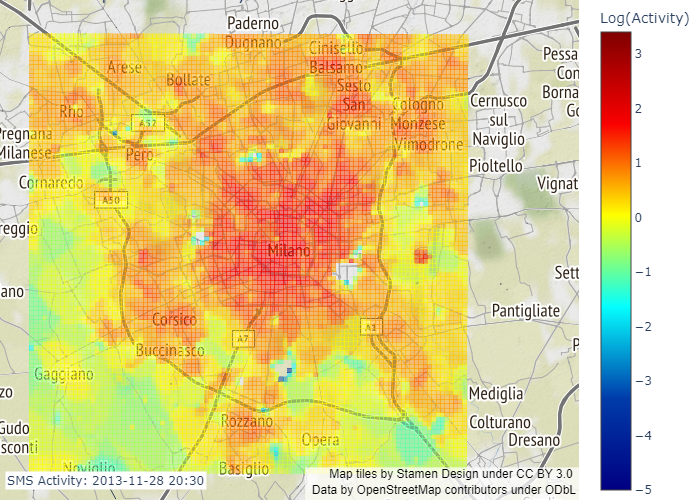 Log(Activity)
3
2
1
0
−1
−2
−3
−4
−5
Paderno
Dugnano
Cinisello
Balsamo
Arese
Bollate
Sesto
San
Giovanni
Rho
A52
Cologno
Monzese
Cernusco
sul
Naviglio
Pessa
Con
Borna
Go
Pregnana
Milanese
Pero
Vimodrone
Pioltello
Cornaredo
Vignat
A50
reggio
Milano
Sett
ano
Corsico
Pantigliate
Buccinasco
A7
A1
P
Gaggiano
zo
Mediglia
Gudo
sconti
Rozzano
Opera
Colturano
Dresano
Noviglio
Basiglio
SMS Activity: 2013-11-28 20:30
Map tiles by Stamen Design under CC BY 3.0
Data by OpenStreetMap contributors under ODbL